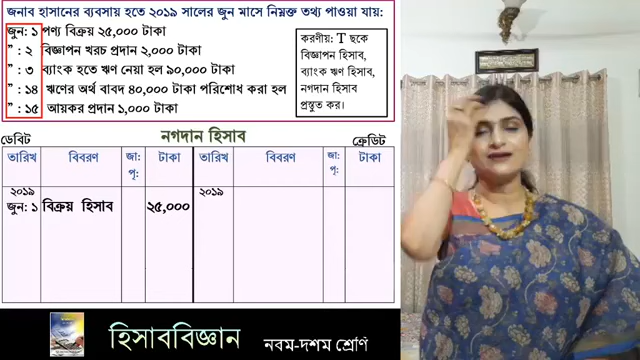 জনাব হাসানের ব্যবসায় হতে ২০১৯ সালের জুন মাসে নিম্নক্ত তথ্য পাওয়া যায়:
জুন: ১ পণ্য বিক্রয় ২৫,০০০ টাকা
” : ২ বিজ্ঞাপন খরচ প্রদান ২,০০০ টাকা
” : ৩ ব্যাংক হতে ঋণ নেয়া হল ৯০,০০০ টাকা
” : ১৪ ঋণের অর্থ বাবদ ৪০,০০০ টাকা পরিশোধ করা হল
” : ১৫ আয়কর প্রদান ১,০০০ টাকা
করণীয়: T ছকে
বিজ্ঞাপন হিসাব,
ব্যাংক ঋণ হিসাব,
নগদান হিসাব
প্রস্তুত কর।
ডেবিট নগদান হিসাব ক্রেডিট
তারিখ বিবরণ জা: পৃ: টাকা তারিখ বিবরণ জা: পৃ: টাকা
২০১৯ ২০১৯
জুন: ১ বিক্রয় হিসাব ২৫,০০০
হিসাববিজ্ঞান নবম-দশম শ্রেণি